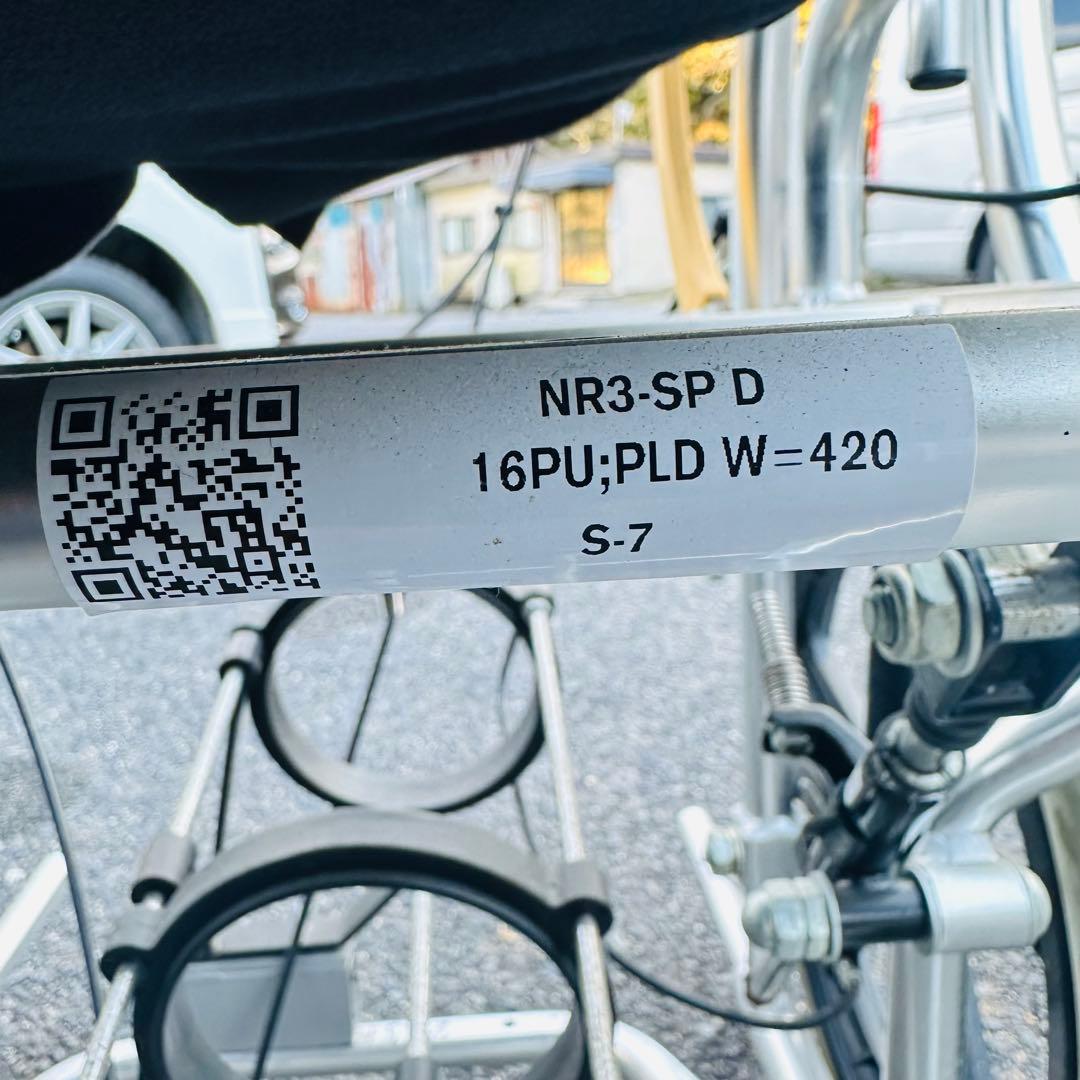 NR3-SP D
16PU;PLD W=420
S-7